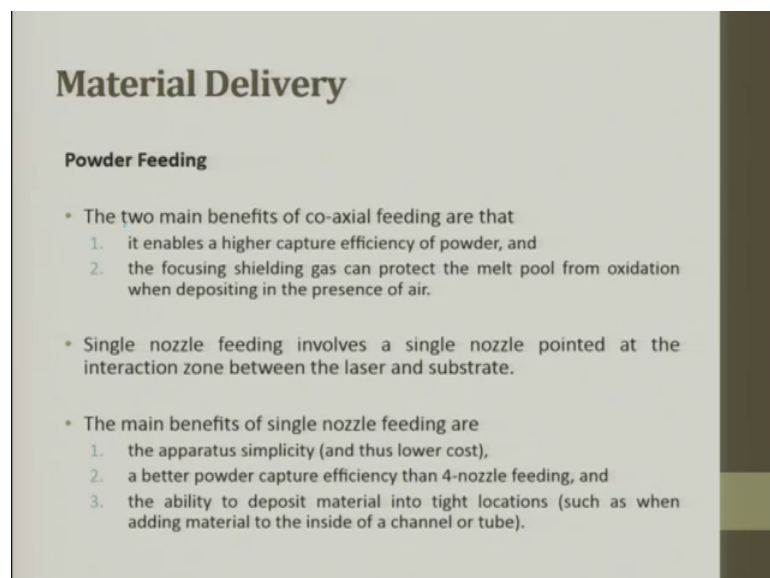 Material Delivery
Powder Feeding
• The two main benefits of co-axial feeding are that
1. it enables a higher capture efficiency of powder, and
2. the focusing shielding gas can protect the melt pool from oxidation
when depositing in the presence of air.
• Single nozzle feeding involves a single nozzle pointed at the
interaction zone between the laser and substrate.
• The main benefits of single nozzle feeding are
1. the apparatus simplicity (and thus lower cost),
2. a better powder capture efficiency than 4-nozzle feeding, and
3. the ability to deposit material into tight locations (such as when
adding material to the inside of a channel or tube).